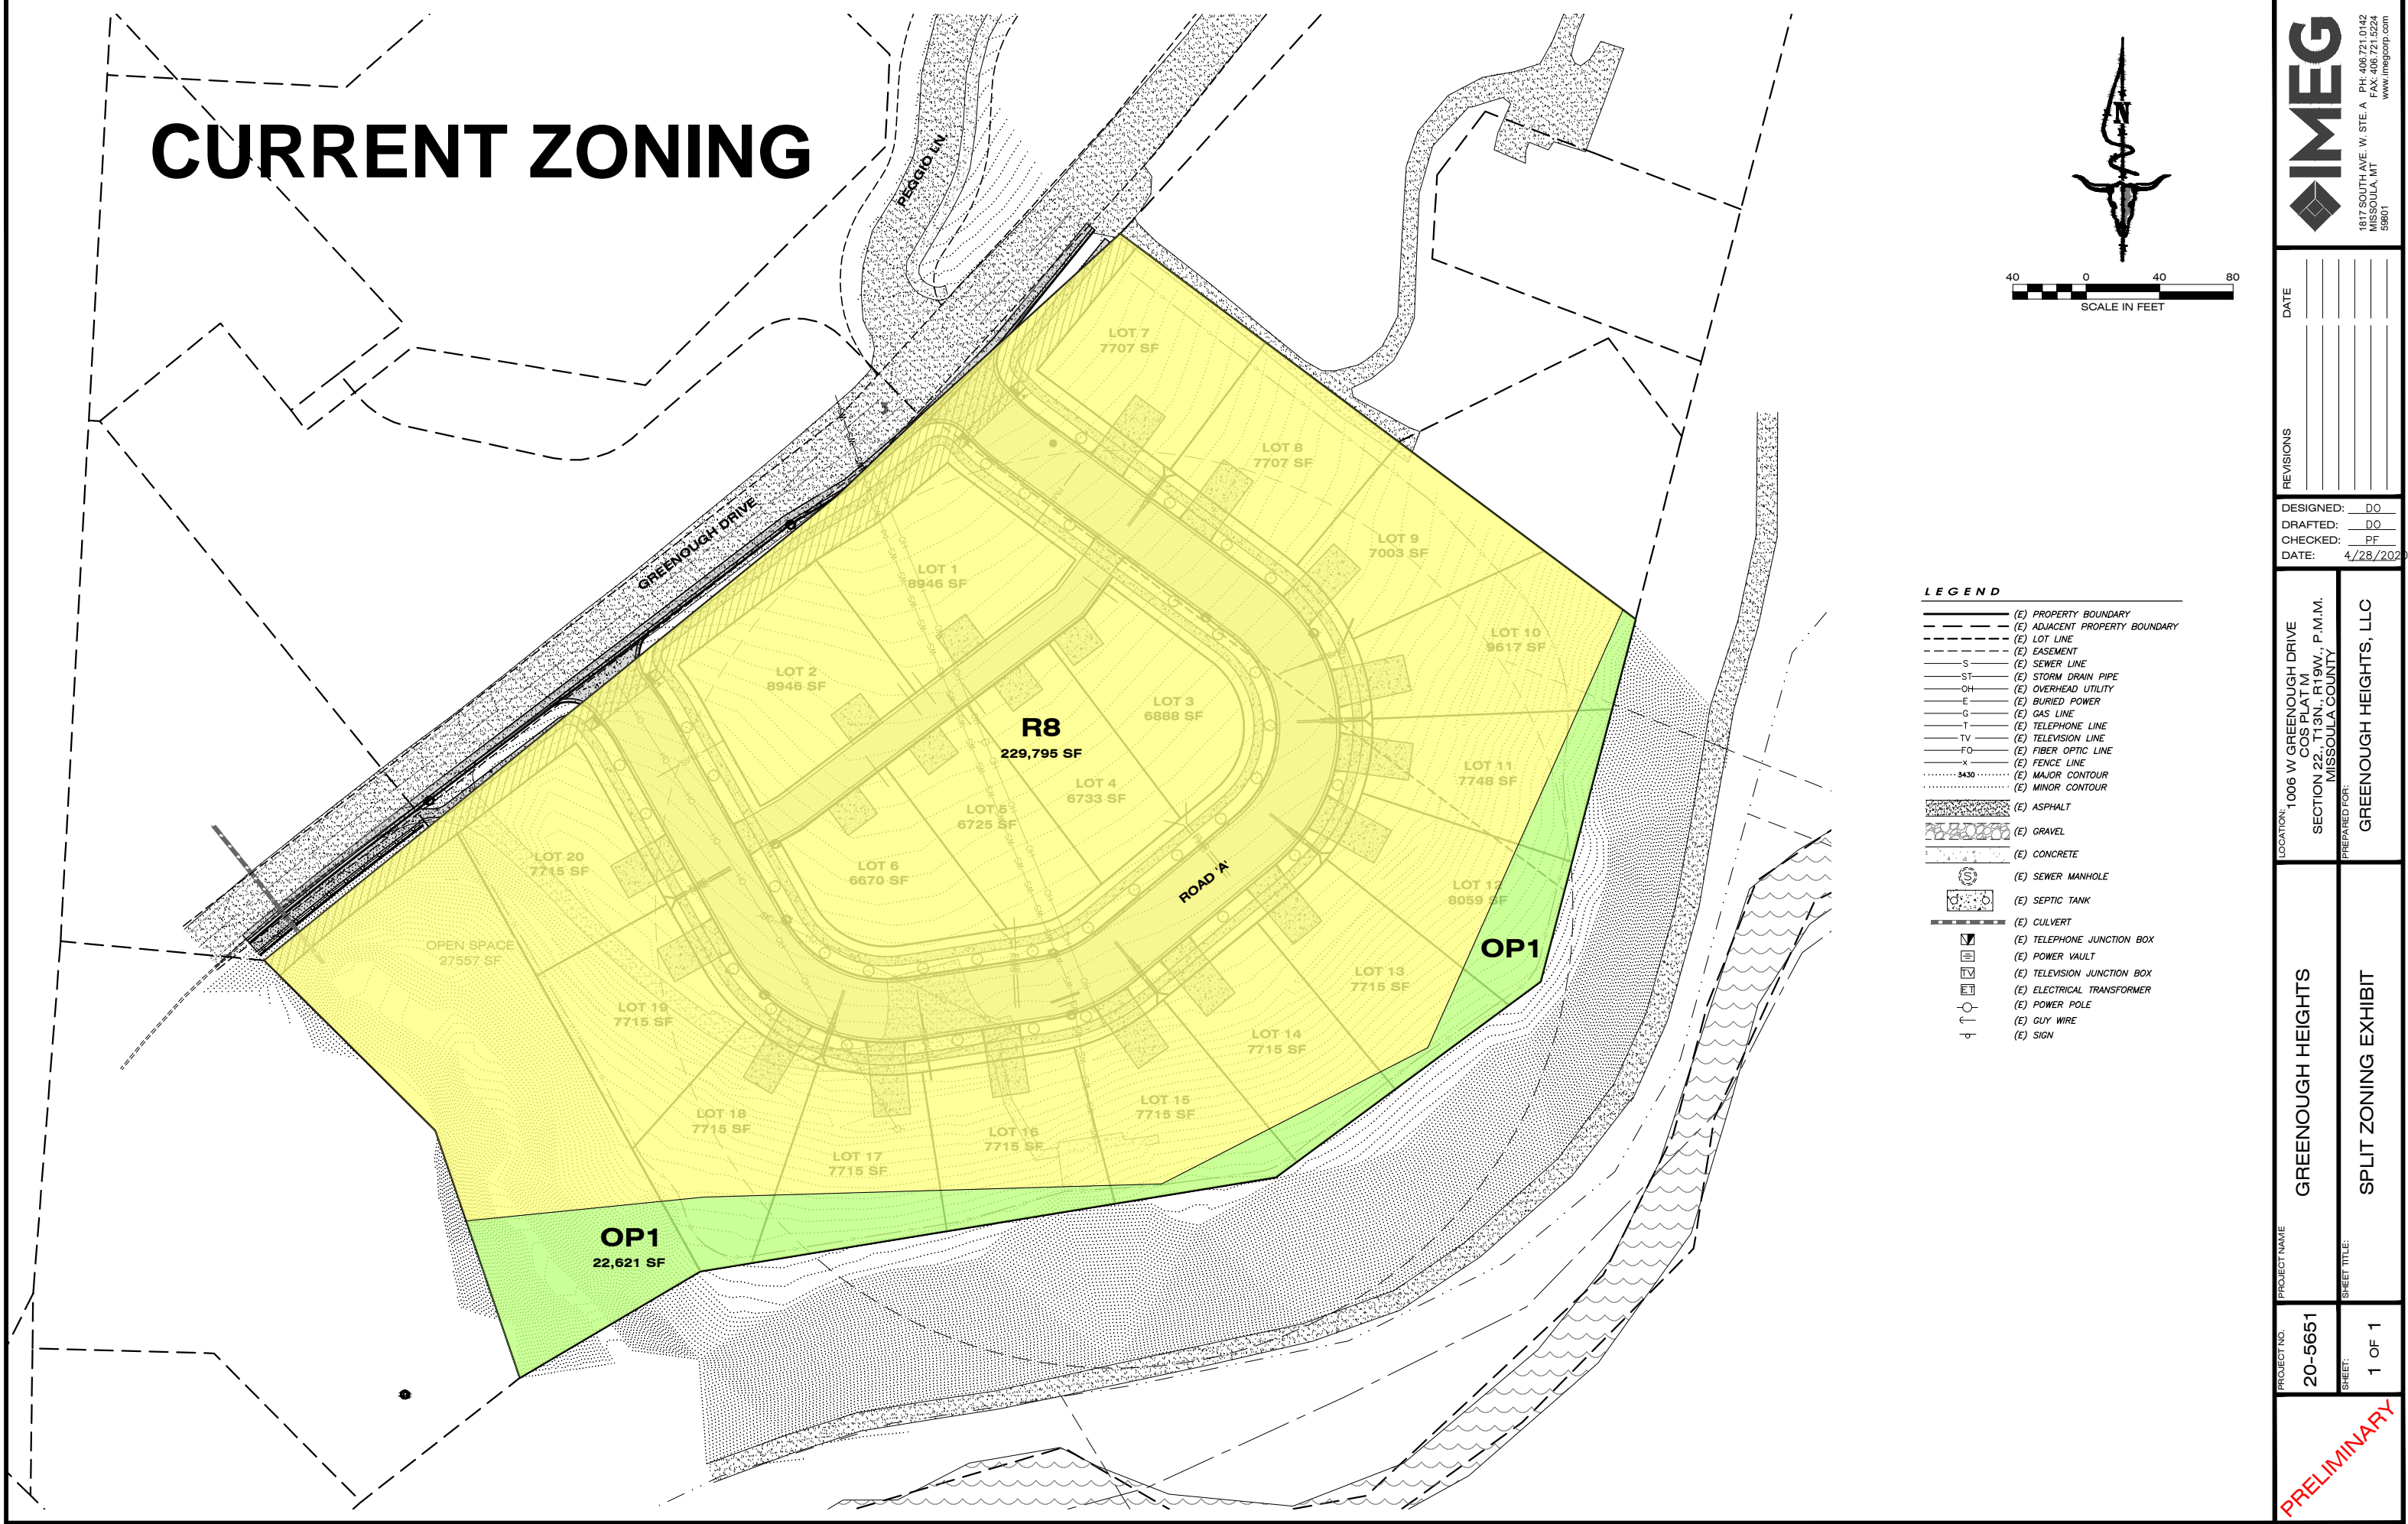 CURRENT ZONING
REGGIO LN.
GREENOUGH DRIVE
LOT 7
7707 SF
LOT 8
7707 SF
LOT 9
7003 SF
LOT 10
9617 SF
LOT 1
8946 SF
LOT 2
8946 SF
LOT 3
6888 SF
R8
229,795 SF
LOT 4
6733 SF
LOT 5
6725 SF
LOT 6
6670 SF
LOT 11
7748 SF
LOT 12
8059 SF
ROAD 'A'
LOT 20
7715 SF
OPEN SPACE
27557 SF
OP1
LOT 13
7715 SF
LOT 19
7715 SF
LOT 14
7715 SF
LOT 15
7715 SF
LOT 18
7715 SF
LOT 16
7715 SF
LOT 17
7715 SF
OP1
22,621 SF
N
40 0 40 80
SCALE IN FEET
LEGEND
(E) PROPERTY BOUNDARY
(E) ADJACENT PROPERTY BOUNDARY
(E) LOT LINE
(E) EASEMENT
S (E) SEWER LINE
ST (E) STORM DRAIN PIPE
OH (E) OVERHEAD UTILITY
E (E) BURIED POWER
G (E) GAS LINE
T (E) TELEPHONE LINE
TV (E) TELEVISION LINE
FO (E) FIBER OPTIC LINE
x (E) FENCE LINE
3430 (E) MAJOR CONTOUR
(E) MINOR CONTOUR
(E) ASPHALT
(E) GRAVEL
(E) CONCRETE
S (E) SEWER MANHOLE
(E) SEPTIC TANK
(E) CULVERT
(E) TELEPHONE JUNCTION BOX
(E) POWER VAULT
TV (E) TELEVISION JUNCTION BOX
ET (E) ELECTRICAL TRANSFORMER
(E) POWER POLE
(E) GUY WIRE
(E) SIGN
IMEG
1817 SOUTH AVE. W. STE. A PH: 406.721.0142
MISSOULA, MT FAX: 406.721.5224
59801 www.imegcorp.com
REVISIONS DATE
DESIGNED: DO
DRAFTED: DO
CHECKED: PF
DATE: 4/28/2020
LOCATION:
1006 W GREENOUGH DRIVE
COS PLAT M
SECTION 22., T13N., R19W., P.M.M.
MISSOULA COUNTY
PREPARED FOR:
GREENOUGH HEIGHTS, LLC
PROJECT NAME
GREENOUGH HEIGHTS
SHEET TITLE:
SPLIT ZONING EXHIBIT
PROJECT NO.
20-5651
SHEET:
1 OF 1
PRELIMINARY